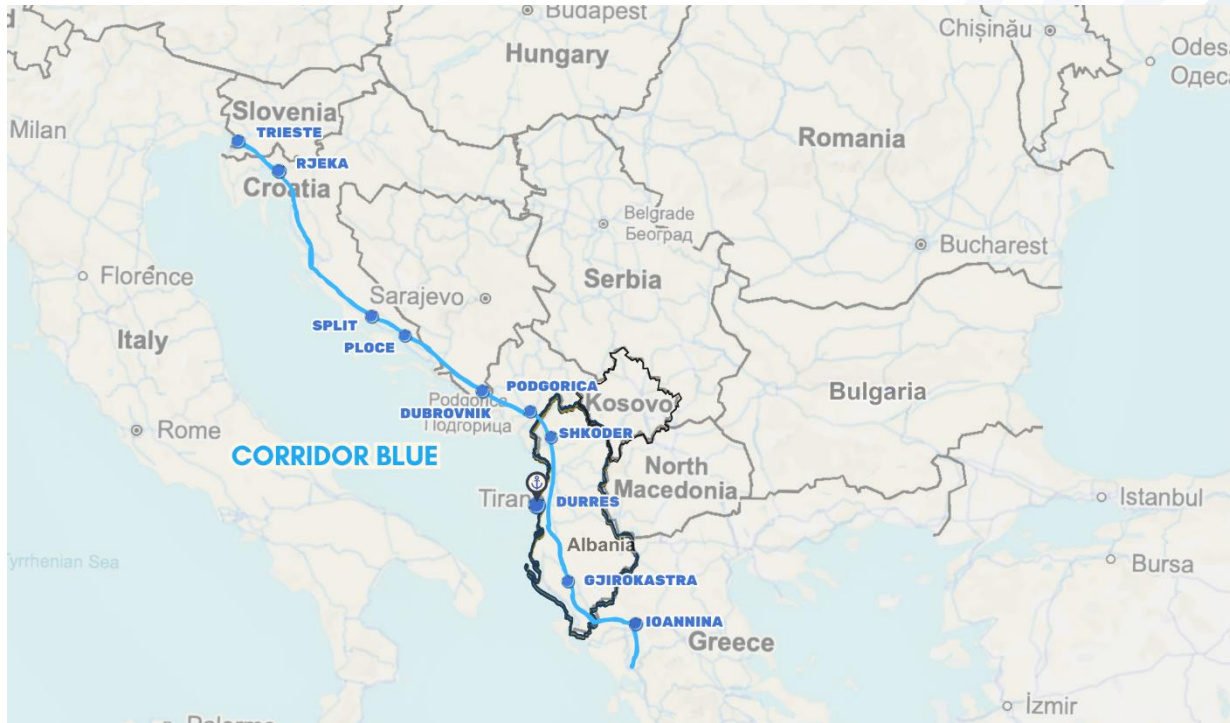 Budapest
Chișinău
Hungary
Odes
Одес
Slovenia
Milan
TRIESTE
Romania
RJEKA
Croatia
Belgrade
Београд
Bucharest
Florence
Sarajevo
Serbia
SPLIT
Italy
PLOCE
PODGORICA
Bulgaria
Podgorica
Kosovo
DUBROVNIK
Подгорица
Rome
SHKODER
CORRIDOR BLUE
North
Macedonia
Tiran
DURRES
Istanbul
Albania
Tyrrhenian Sea
Bursa
GJIROKASTRA
IOANNINA
Greece
İzmir